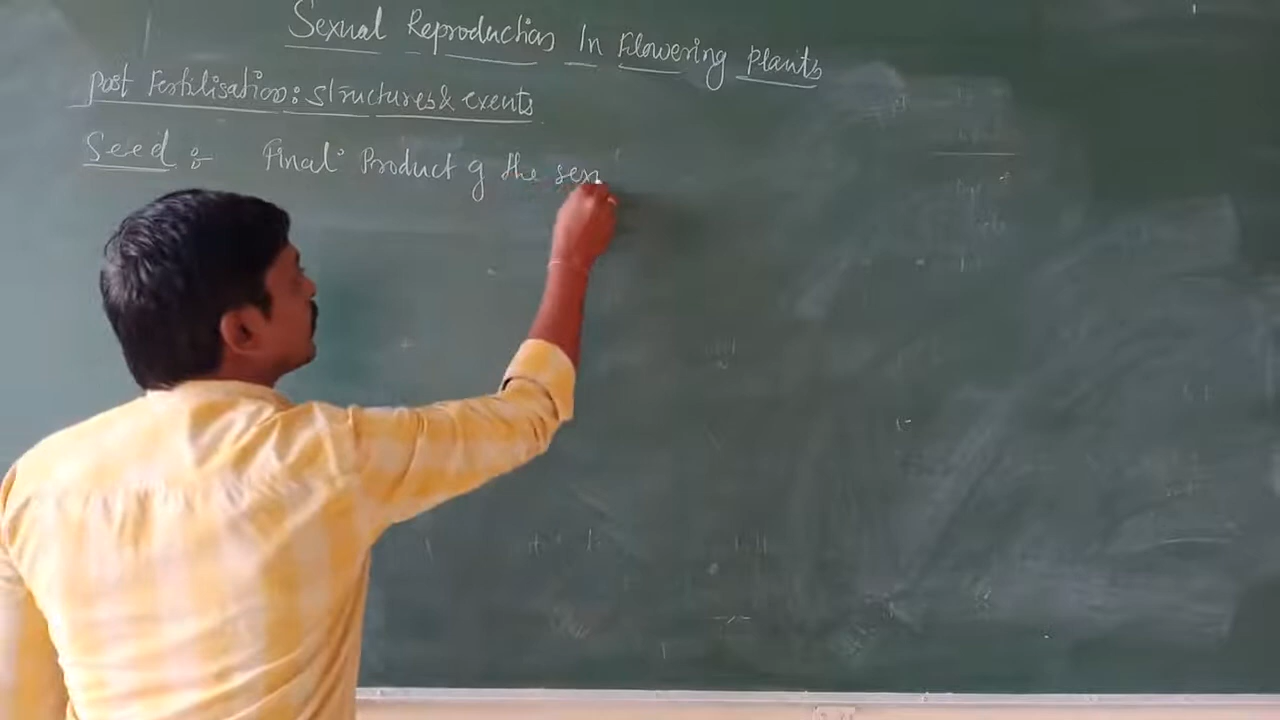 Sexual Reproduction In Flowering Plants
Post Fertilisation: Structures & events
Seed :- Final Product of the sex